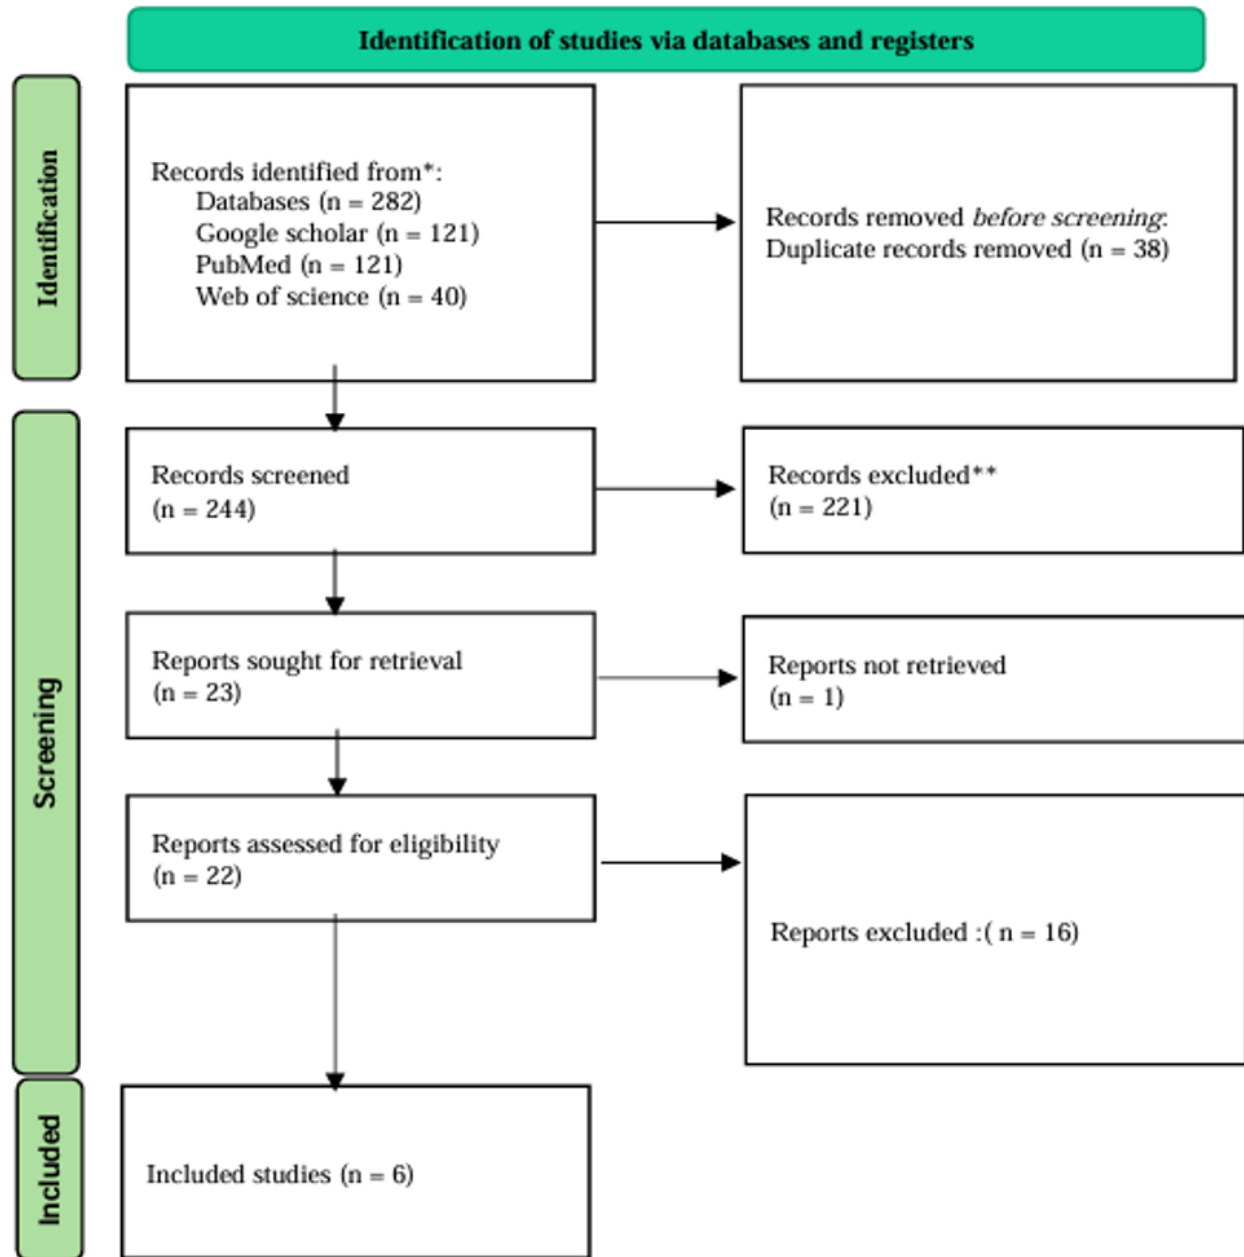 Identification of studies via databases and registers
Identification
Records identified from*:
Databases (n = 282)
Google scholar (n = 121)
PubMed (n = 121)
Web of science (n = 40)
Records removed before screening:
Duplicate records removed (n = 38)
Screening
Records screened
(n = 244)
Records excluded**
(n = 221)
Reports sought for retrieval
(n = 23)
Reports not retrieved
(n = 1)
Reports assessed for eligibility
(n = 22)
Reports excluded :( n = 16)
Included
Included studies (n = 6)